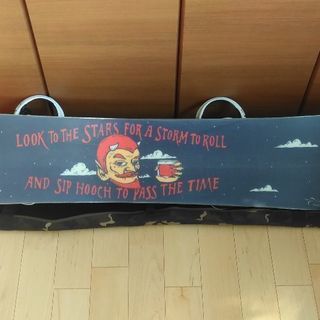 LOOK TO THE STARS FOR A STORM TO ROLL
AND SIP HOOCH TO PASS THE TIME